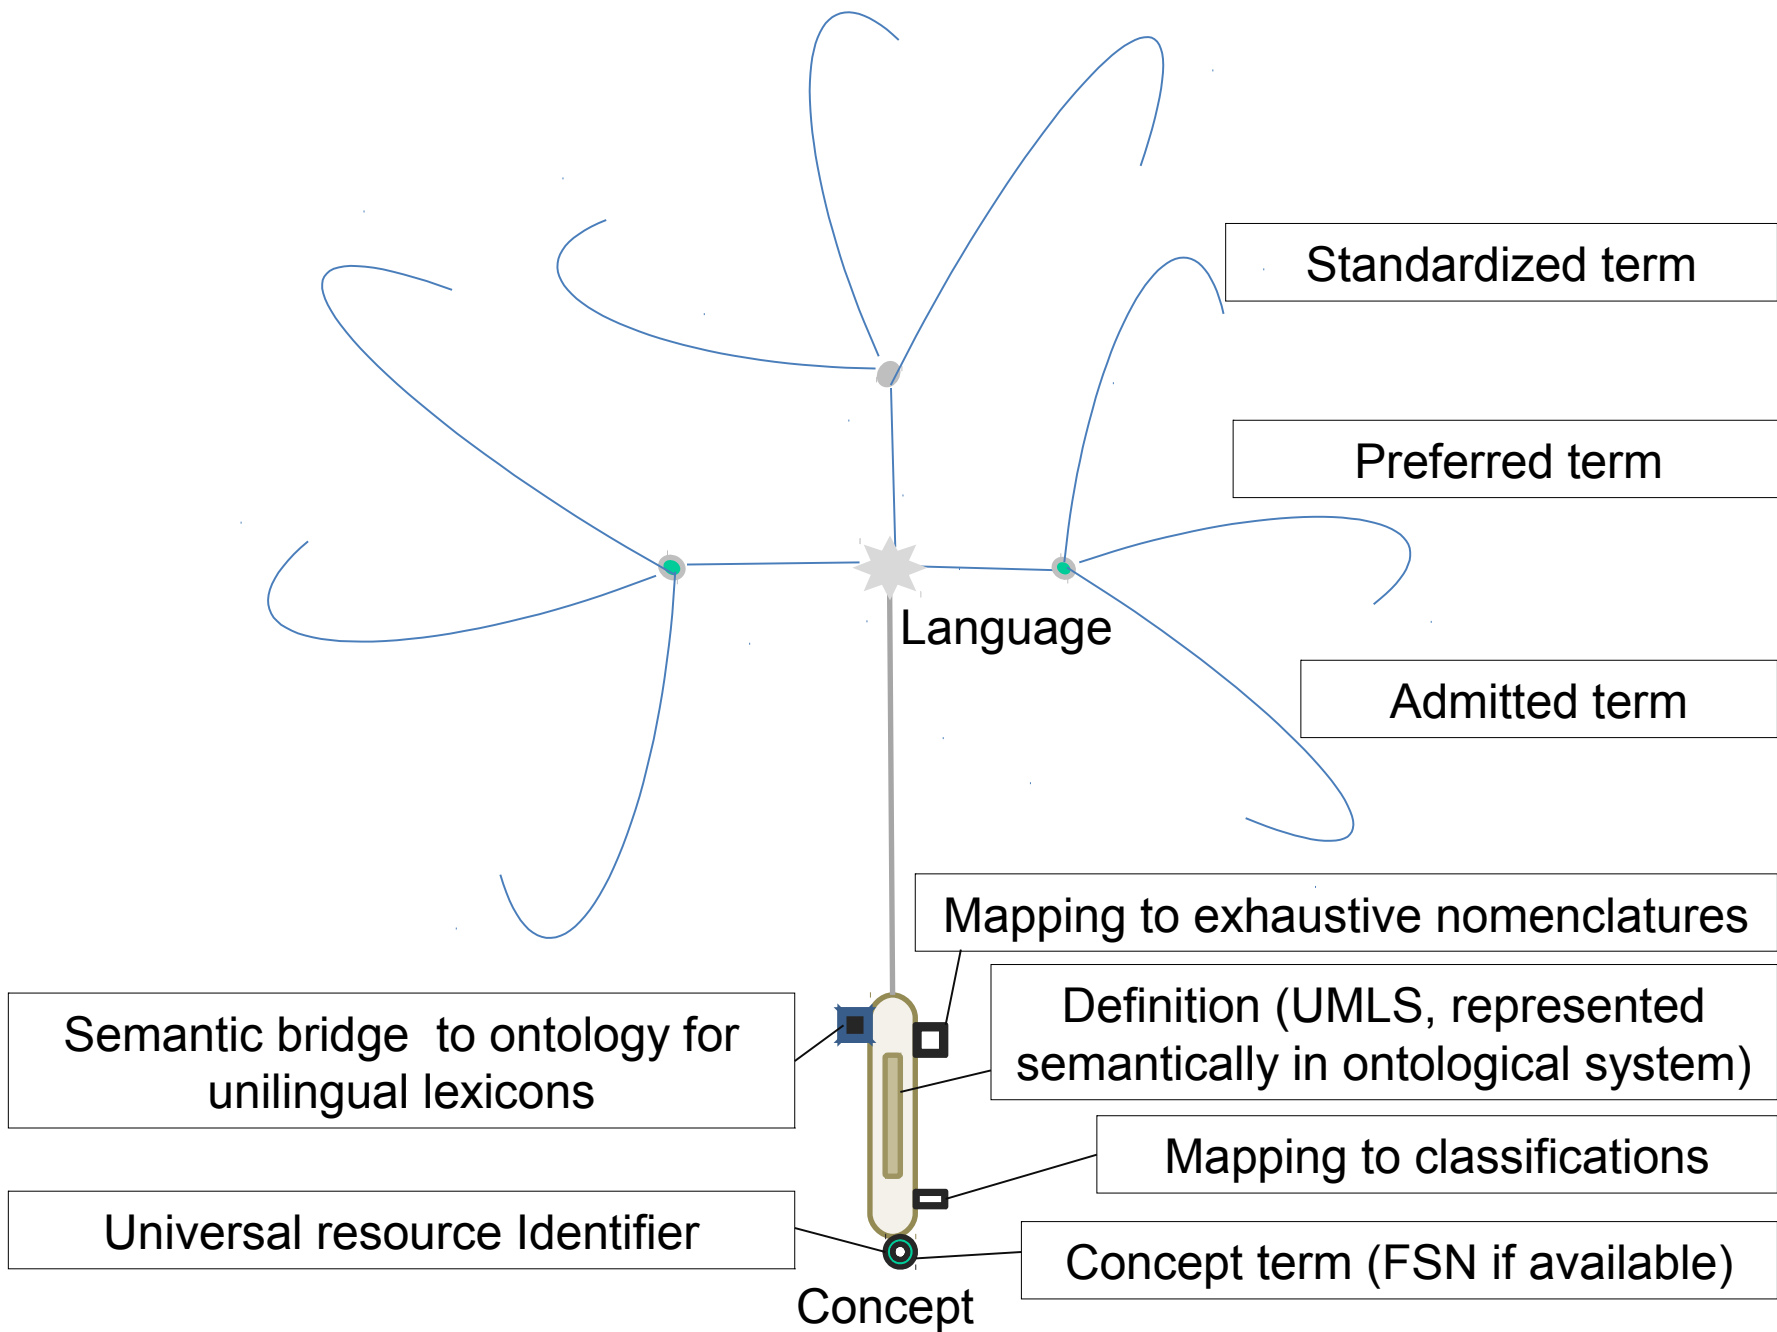 Standardized term
Preferred term
Language
Admitted term
Mapping to exhaustive nomenclatures
Definition (UMLS, represented
semantically in ontological system)
Semantic bridge  to ontology for
unilingual lexicons
Mapping to classifications
Universal resource Identifier
Concept term (FSN if available)
Concept